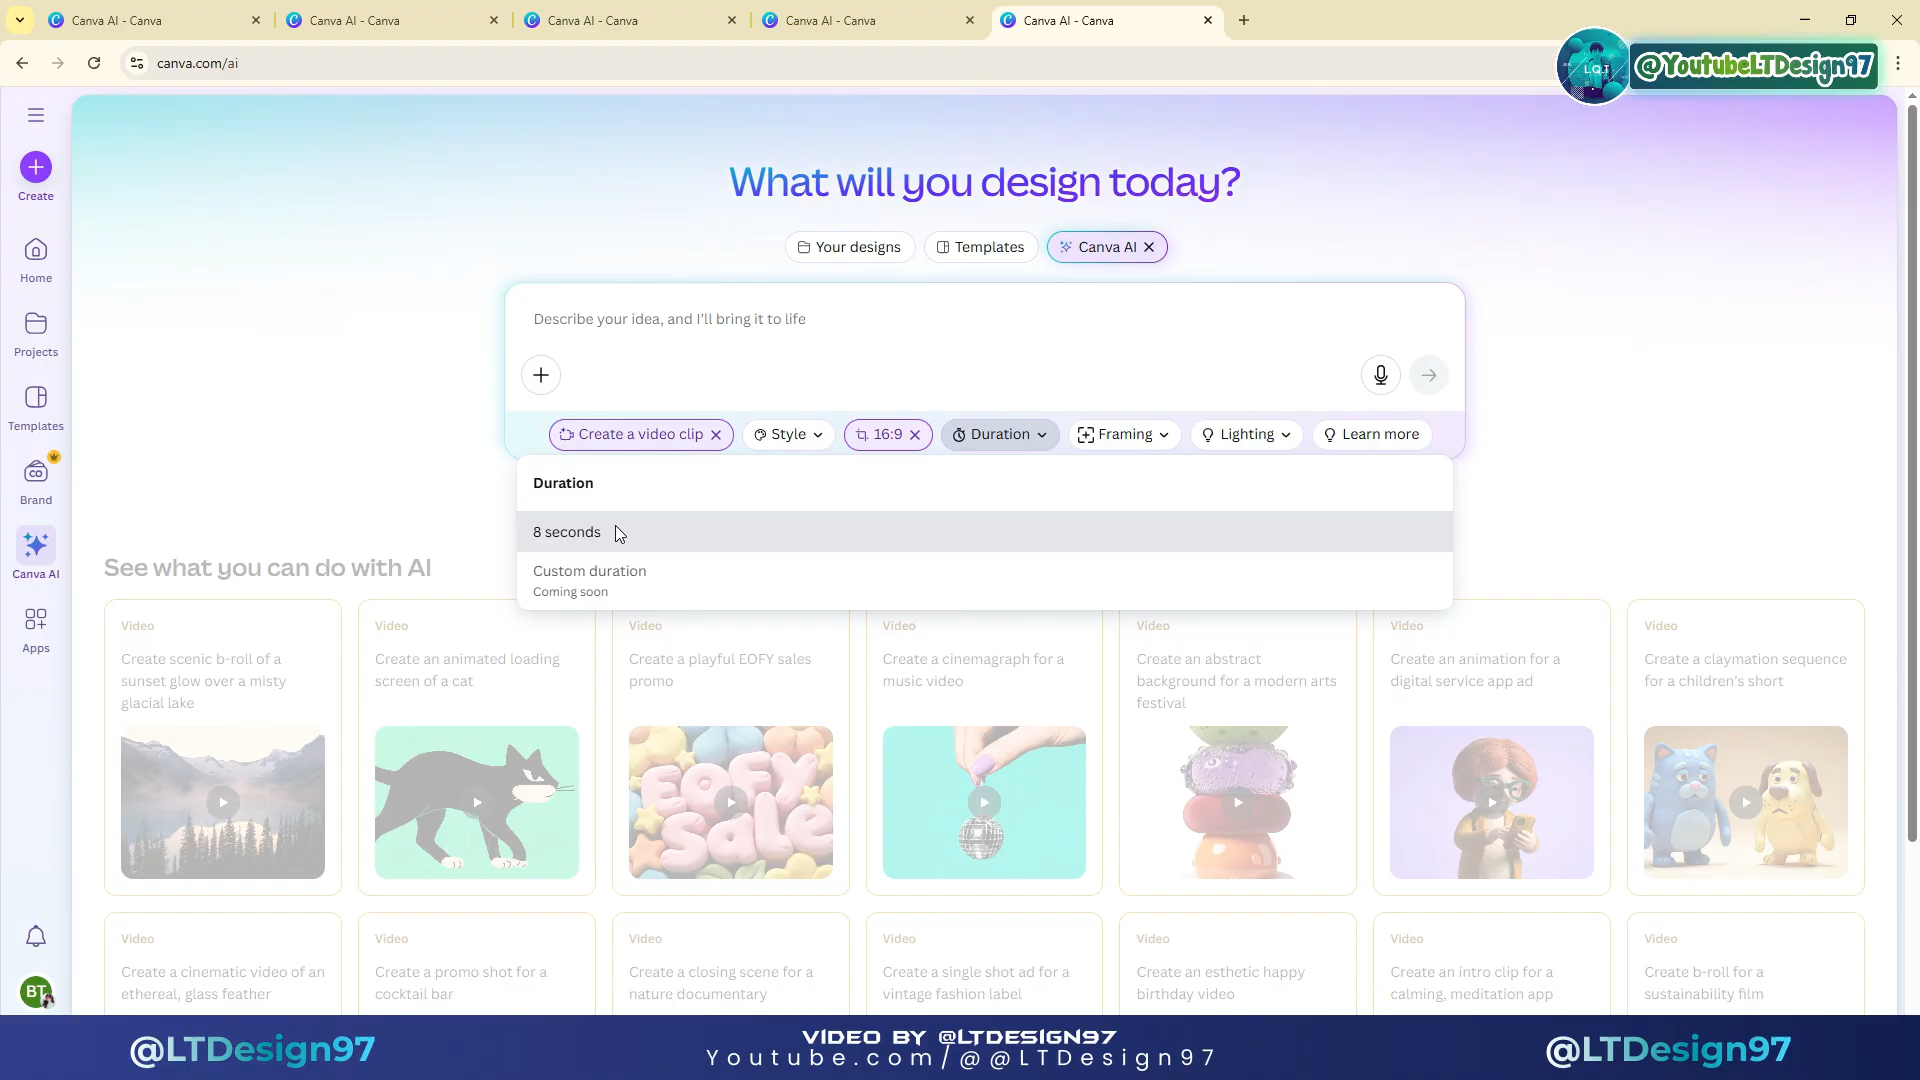 Canva AI - Canva
Canva AI - Canva
Canva AI - Canva
Canva AI - Canva
Canva AI - Canva
canva.com/ai
L.Q.T
@YoutubeLTDesign97
Create
Home
Projects
Templates
Brand
Canva AI
Apps
BT
What will you design today?
Your designs
Templates
Canva AI
Describe your idea, and I'll bring it to life
Create a video clip
Style
16:9
Duration
Framing
Lighting
Learn more
Duration
8 seconds
Custom duration
Coming soon
See what you can do with AI
Video
Create scenic b-roll of a
sunset glow over a misty
glacial lake
Video
Create an animated loading
screen of a cat
Video
Create a playful EOFY sales
promo
EOFY
Sale
Video
Create a cinemagraph for a
music video
Video
Create an abstract
background for a modern arts
festival
Video
Create an animation for a
digital service app ad
Video
Create a claymation sequence
for a children's short
Video
Create a cinematic video of an
ethereal, glass feather
Video
Create a promo shot for a
cocktail bar
Video
Create a closing scene for a
nature documentary
Video
Create a single shot ad for a
vintage fashion label
Video
Create an esthetic happy
birthday video
Video
Create an intro clip for a
calming, meditation app
Video
Create b-roll for a
sustainability film
@LTDesign97
VIDEO BY @LTDESIGN97
Youtube.com/@@LTDesign97
@LTDesign97